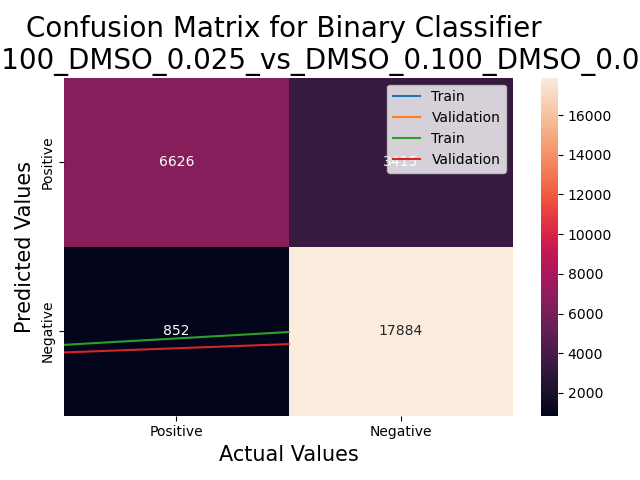 Confusion Matrix for Binary Classifier
100_DMSO_0.025_vs_DMSO_0.100_DMSO_0.0
Train
Validation
Train
Validation
Positive
6626
Negative
852
17884
Predicted Values
Positive
Negative
Actual Values
16000
14000
12000
10000
8000
6000
4000
2000